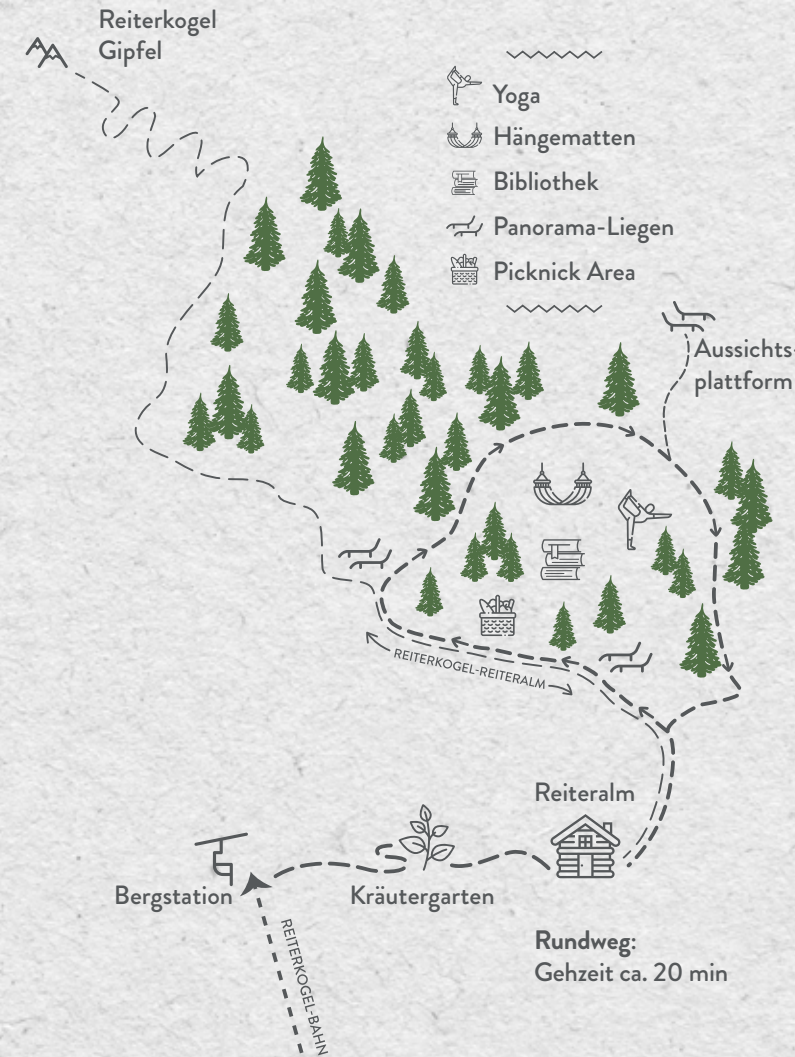 Reiterkogel
Gipfel
Yoga
Hängematten
Bibliothek
Panorama-Liegen
Picknick Area
Aussichts-
plattform
REITERKOGEL-REITERALM
Reiteralm
Bergstation
Kräutergarten
REITERKOGEL-BAHN
Rundweg:
Gehzeit ca. 20 min